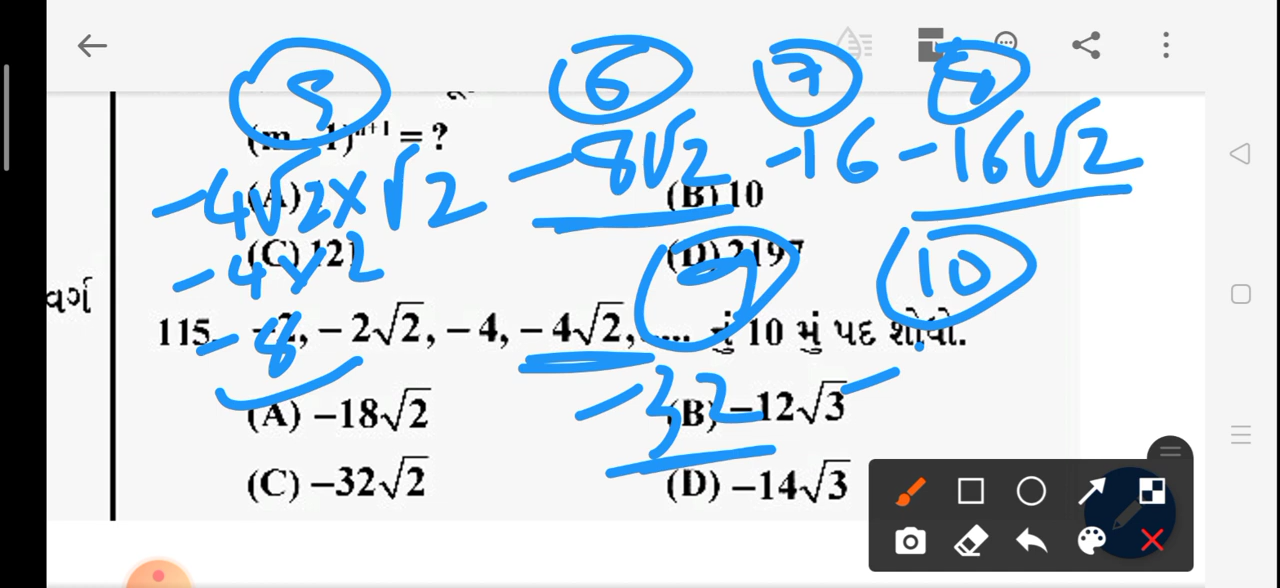 5 6 7 8
(m – 1)ⁿ⁺¹ = ?
–4√2×√2 –8√2 –16 –16√2
(A) (B) 10
(C) 121 (D) 2197
–4×2 9 10
વર્ગ
115. –2, –2√2, –4, –4√2, .... નું 10 મું પદ શોધો.
–8
–32 –
(A) –18√2 (B) –12√3
(C) –32√2 (D) –14√3